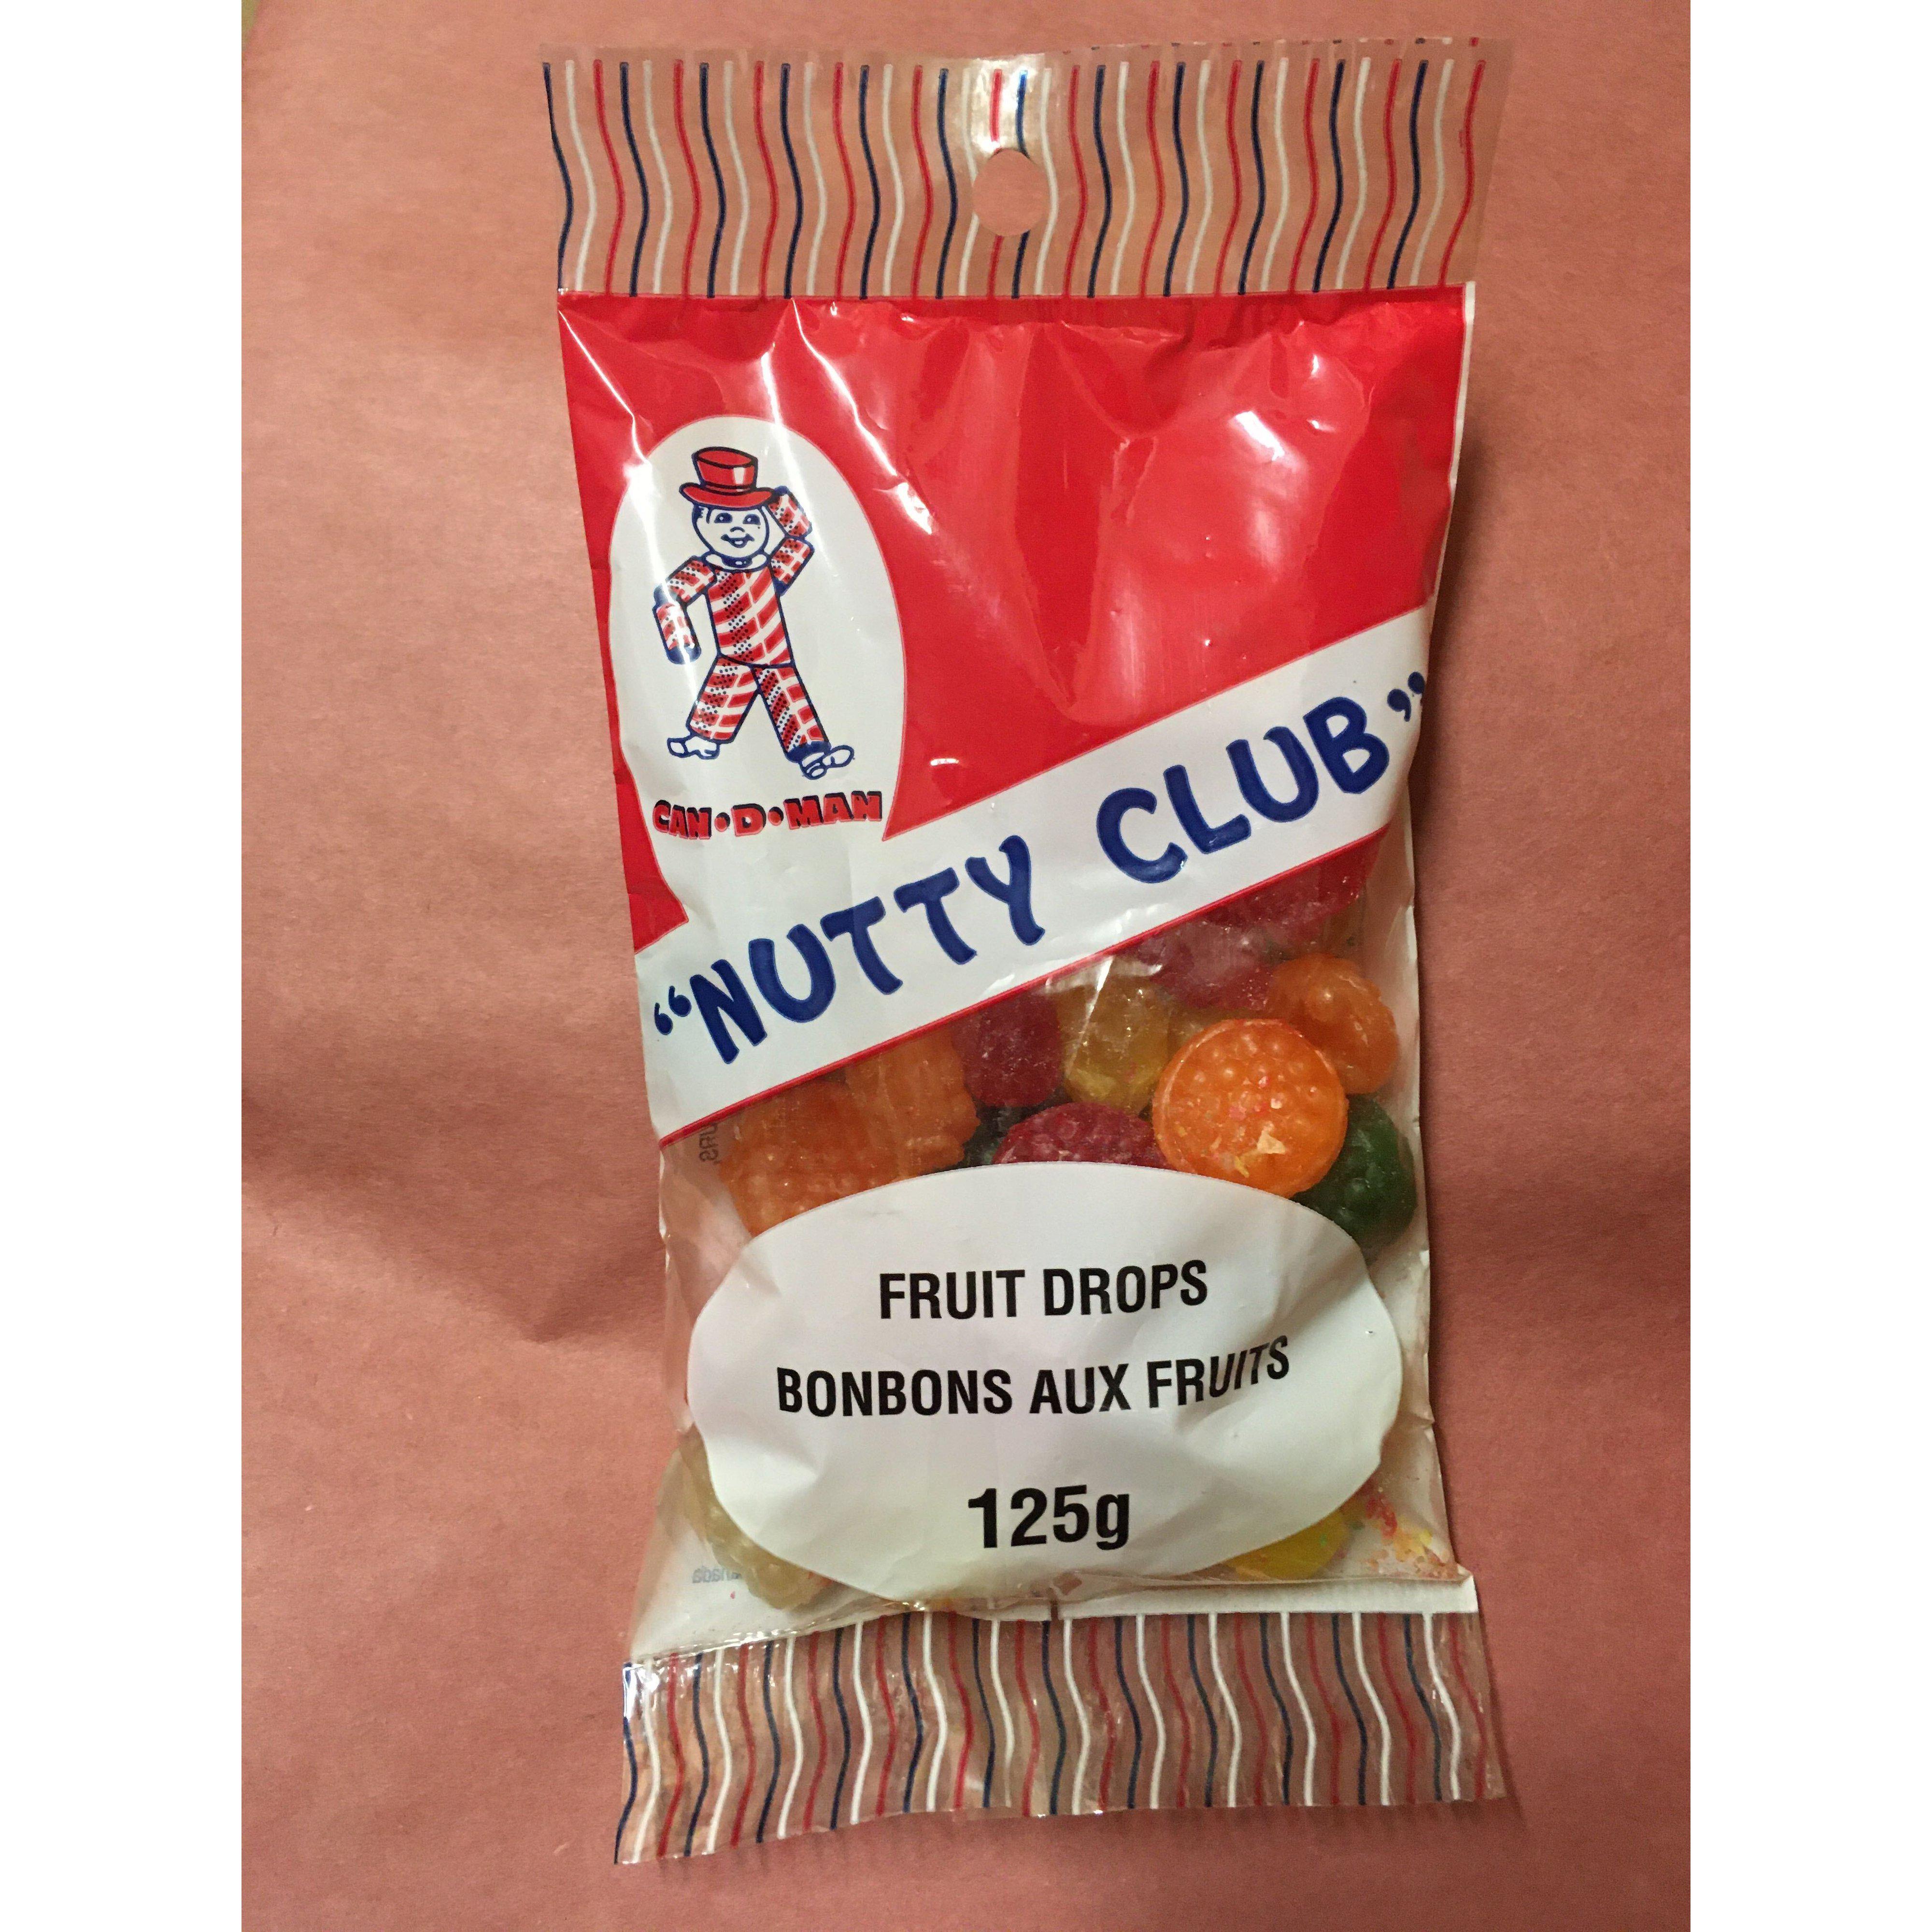 CAN•D•MAN
“NUTTY CLUB”
FRUIT DROPS
BONBONS AUX FRUITS
125g